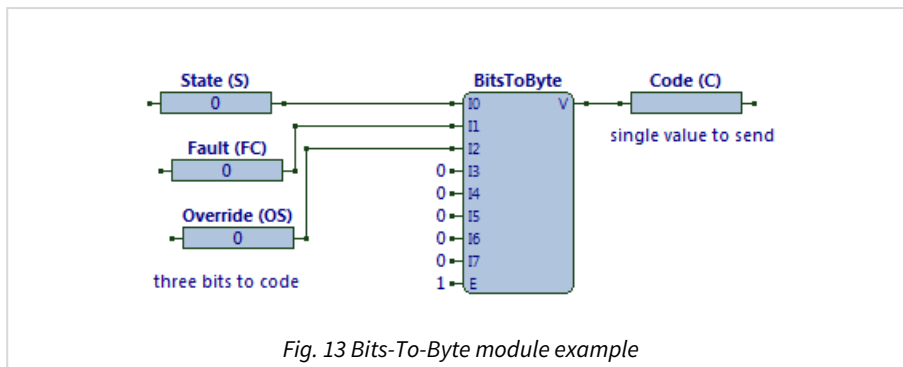 State (S)
0
BitsToByte
Code (C)
I0 V
I1
single value to send
Fault (FC)
0
I2
0 I3
0 I4
Override (OS)
0
0 I5
0 I6
0 I7
three bits to code
1 E
Fig. 13 Bits-To-Byte module example